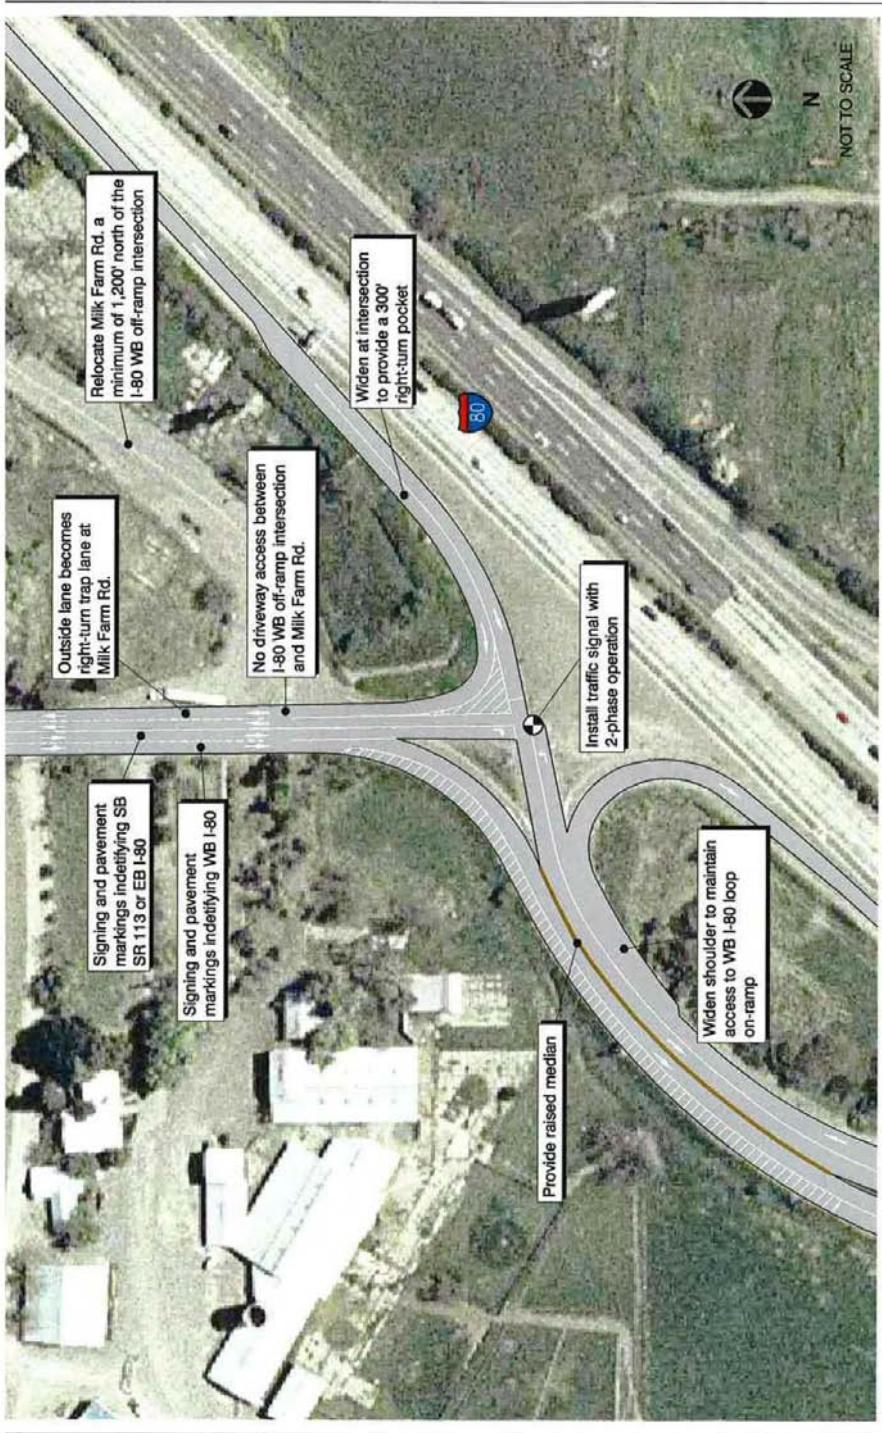 Relocate Milk Farm Rd. a
minimum of 1,200' north of the
I-80 WB off-ramp intersection
Outside lane becomes
right-turn trap lane at
Milk Farm Rd.
Widen at intersection
to provide a 300'
right-turn pocket
No driveway access between
I-80 WB off-ramp intersection
and Milk Farm Rd.
Signing and pavement
markings indetifying SB
SR 113 or EB I-80
Signing and pavement
markings indetifying WB I-80
80
Install traffic signal with
2-phase operation
Provide raised median
Widen shoulder to maintain
access to WB I-80 loop
on-ramp
N
NOT TO SCALE